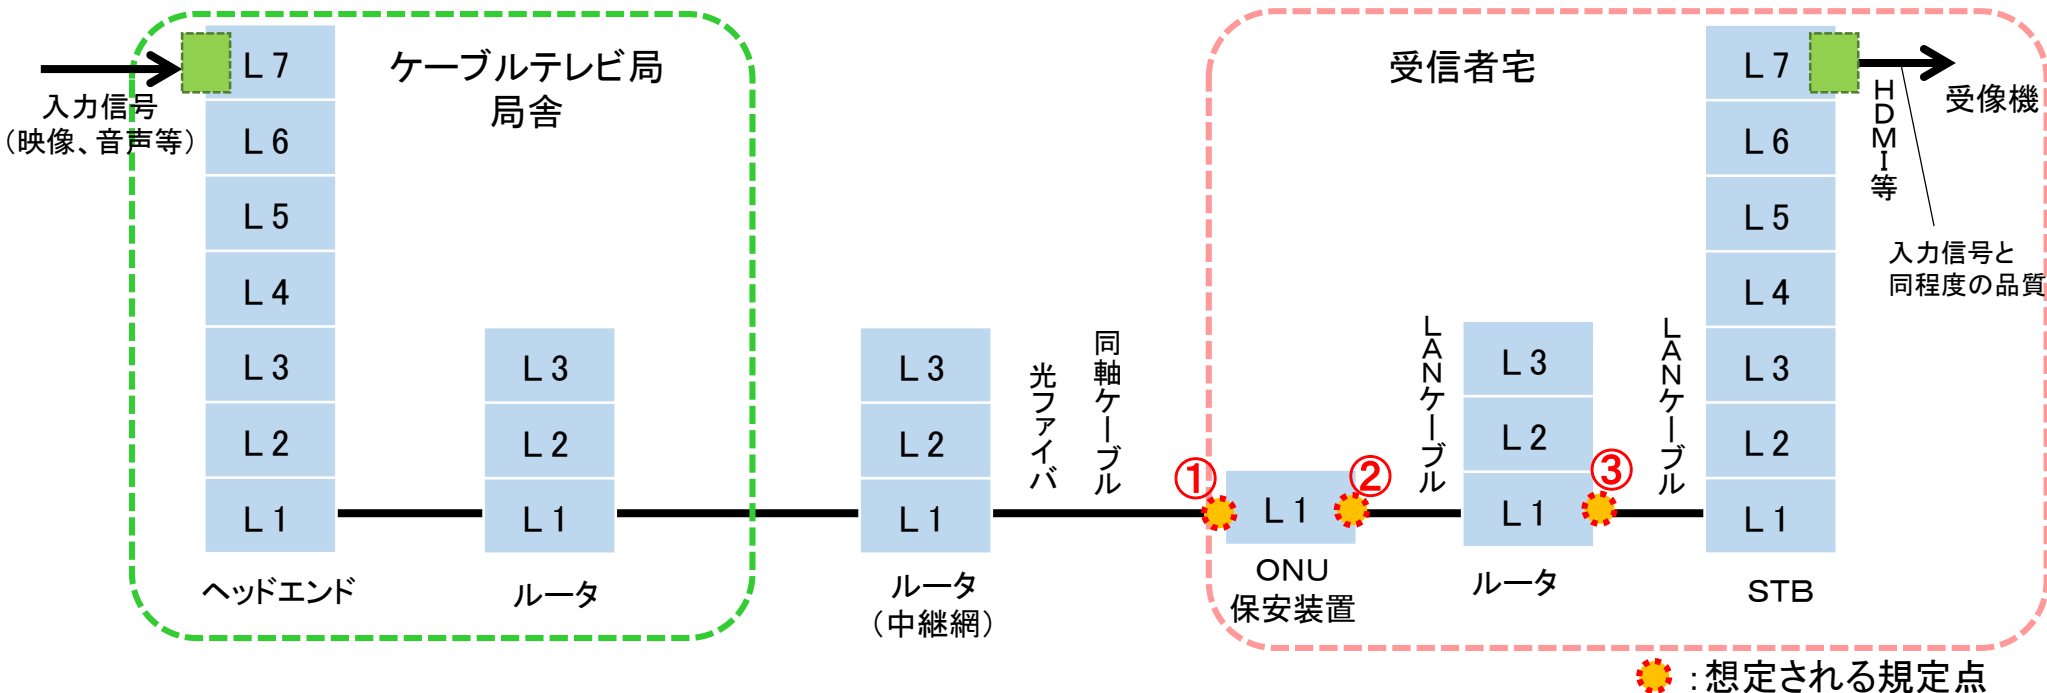 ケーブルテレビ局
局舎
受信者宅
入力信号
（映像、音声等）
L7
L6
L5
L4
L3
L2
L1
ヘッドエンド
L3
L2
L1
ルータ
L3
L2
L1
ルータ
（中継網）
光ファイバ
同軸ケーブル
①
L1
②
ONU
保安装置
LANケーブル
L3
L2
L1
③
ルータ
LANケーブル
L7
L6
L5
L4
L3
L2
L1
STB
HDMI等
受像機
入力信号と
同程度の品質
：想定される規定点